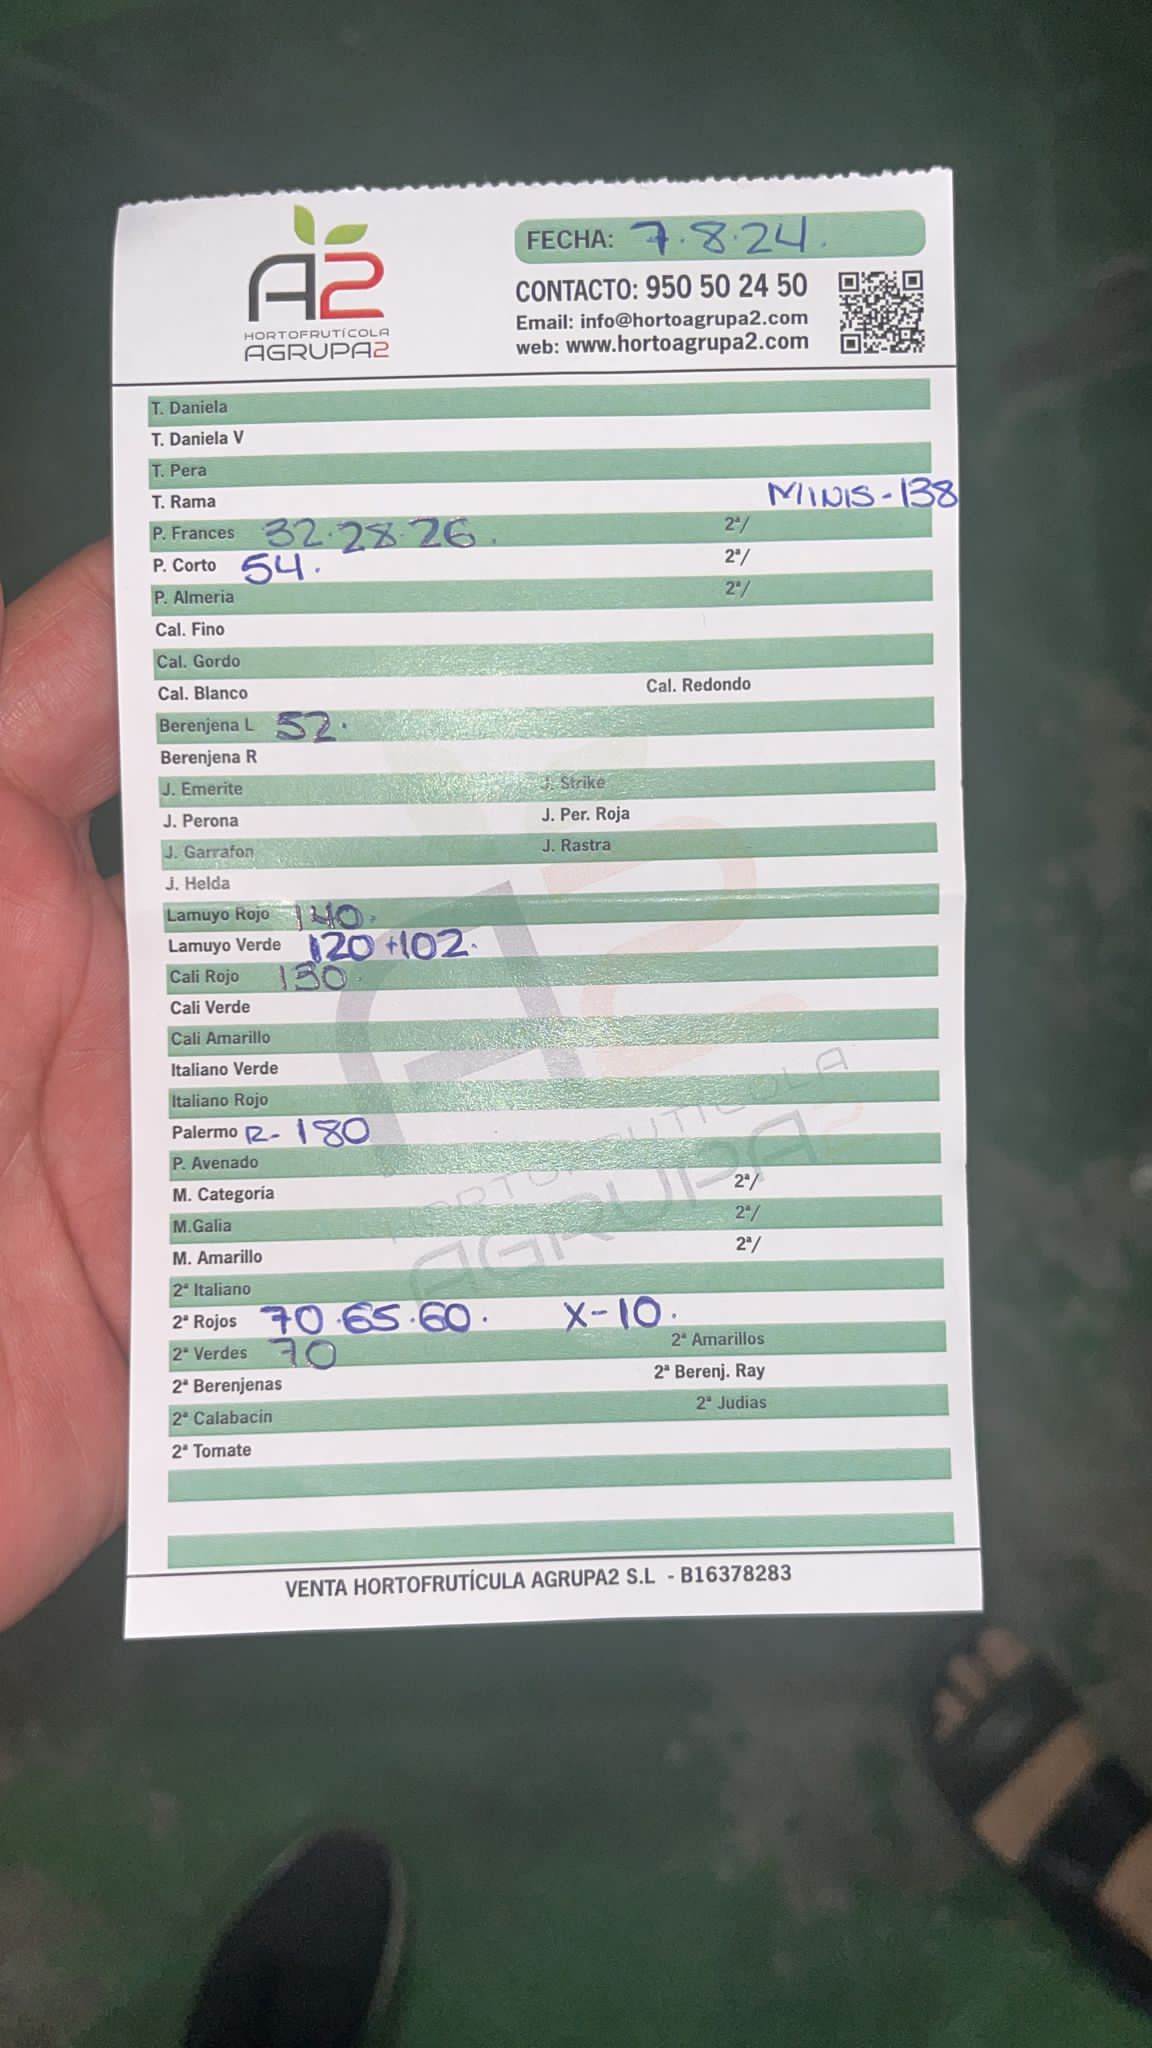 A2
HORTOFRUTÍCOLA
AGRUPA2
FECHA: 7.8.24.
CONTACTO: 950 50 24 50
Email: info@hortoagrupa2.com
web: www.hortoagrupa2.com
T. Daniela
T. Daniela V
T. Pera
T. Rama MINIS-138
P. Frances 32.28.26. 2ª/
P. Corto 54. 2ª/
P. Almeria 2ª/
Cal. Fino
Cal. Gordo
Cal. Blanco Cal. Redondo
Berenjena L 52.
Berenjena R
J. Emerite J. Strike
J. Perona J. Per. Roja
J. Garrafon J. Rastra
J. Helda
Lamuyo Rojo 140.
Lamuyo Verde 120+102.
Cali Rojo 130.
Cali Verde
Cali Amarillo
Italiano Verde
Italiano Rojo
Palermo R-180
P. Avenado
M. Categoría 2ª/
M.Galia 2ª/
M. Amarillo 2ª/
2ª Italiano
2ª Rojos 70.65.60. X-10.
2ª Verdes 70 2ª Amarillos
2ª Berenjenas 2ª Berenj. Ray
2ª Calabacin 2ª Judias
2ª Tomate
A2
HORTOFRUTÍCOLA
AGRUPA2
VENTA HORTOFRUTÍCULA AGRUPA2 S.L - B16378283